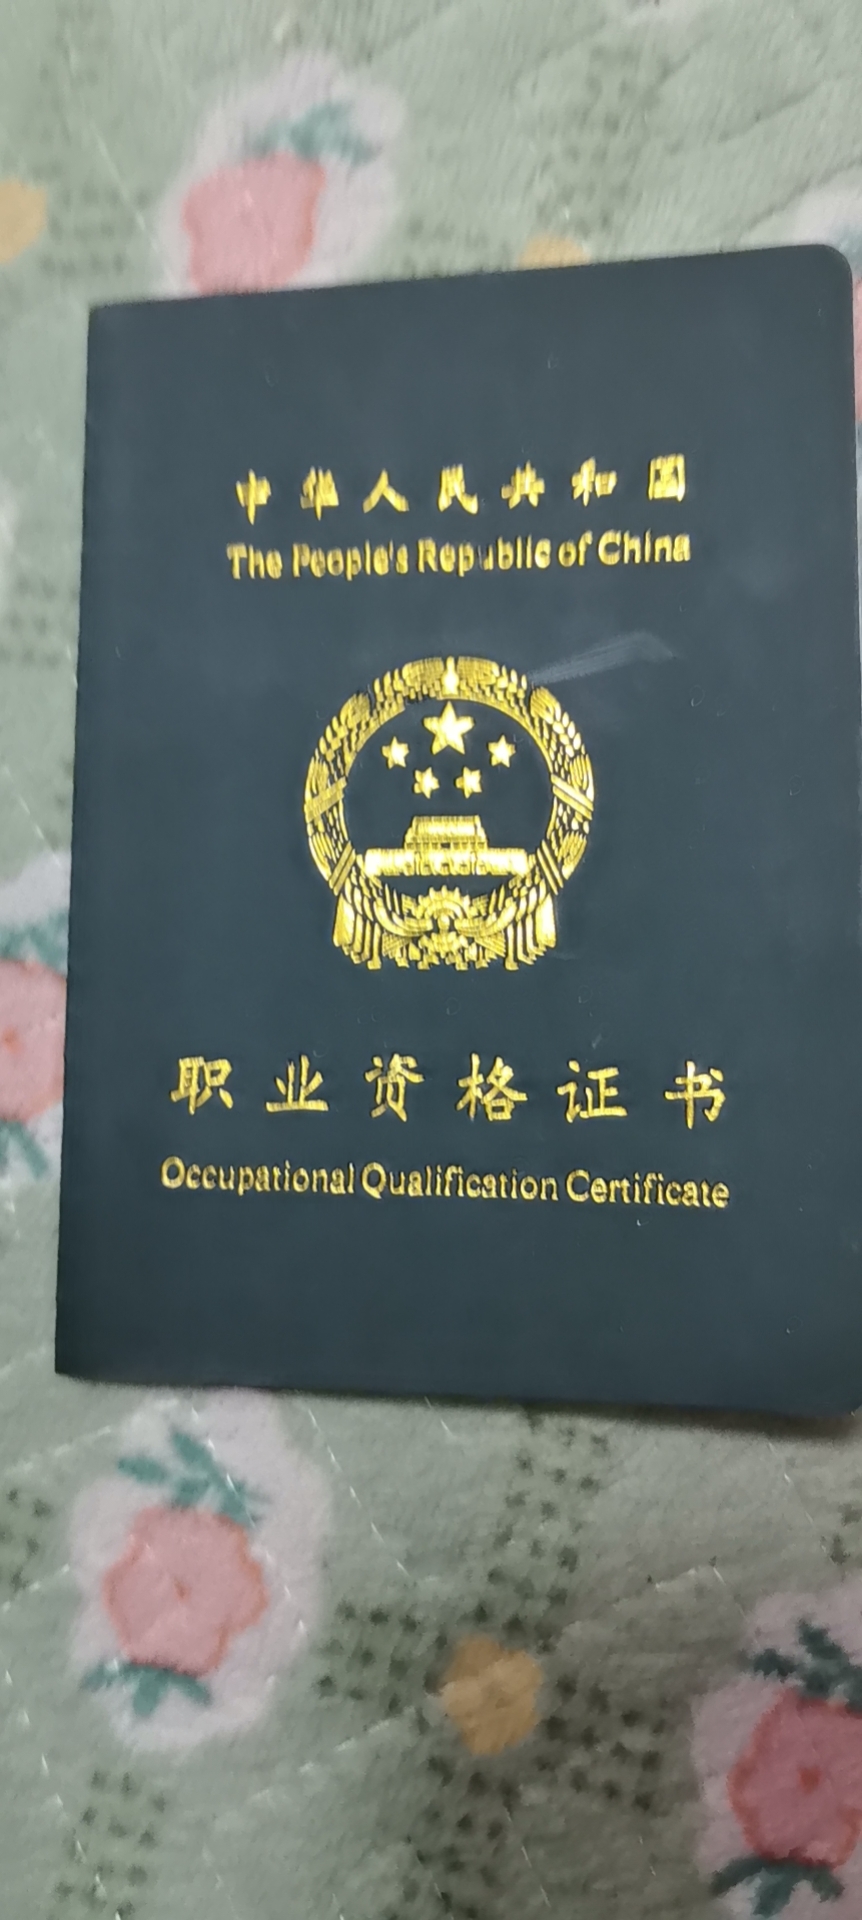 中华人民共和国
The People's Republic of China
职业资格证书
Occupational Qualification Certificate